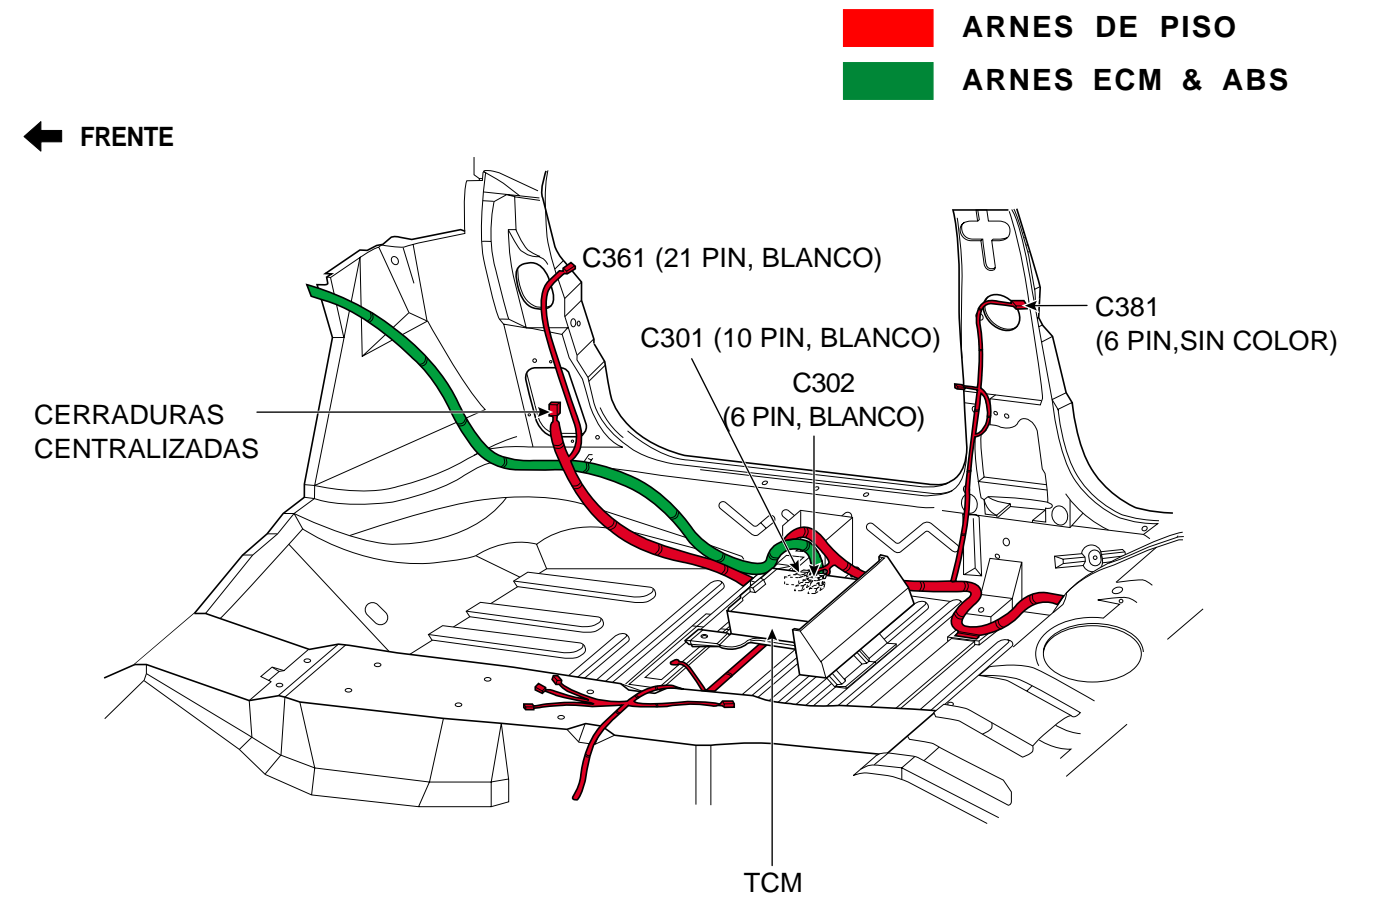 ARNES DE PISO
ARNES ECM & ABS
FRENTE
C361 (21 PIN, BLANCO)
C381
(6 PIN,SIN COLOR)
C301 (10 PIN, BLANCO)
C302
(6 PIN, BLANCO)
CERRADURAS
CENTRALIZADAS
TCM